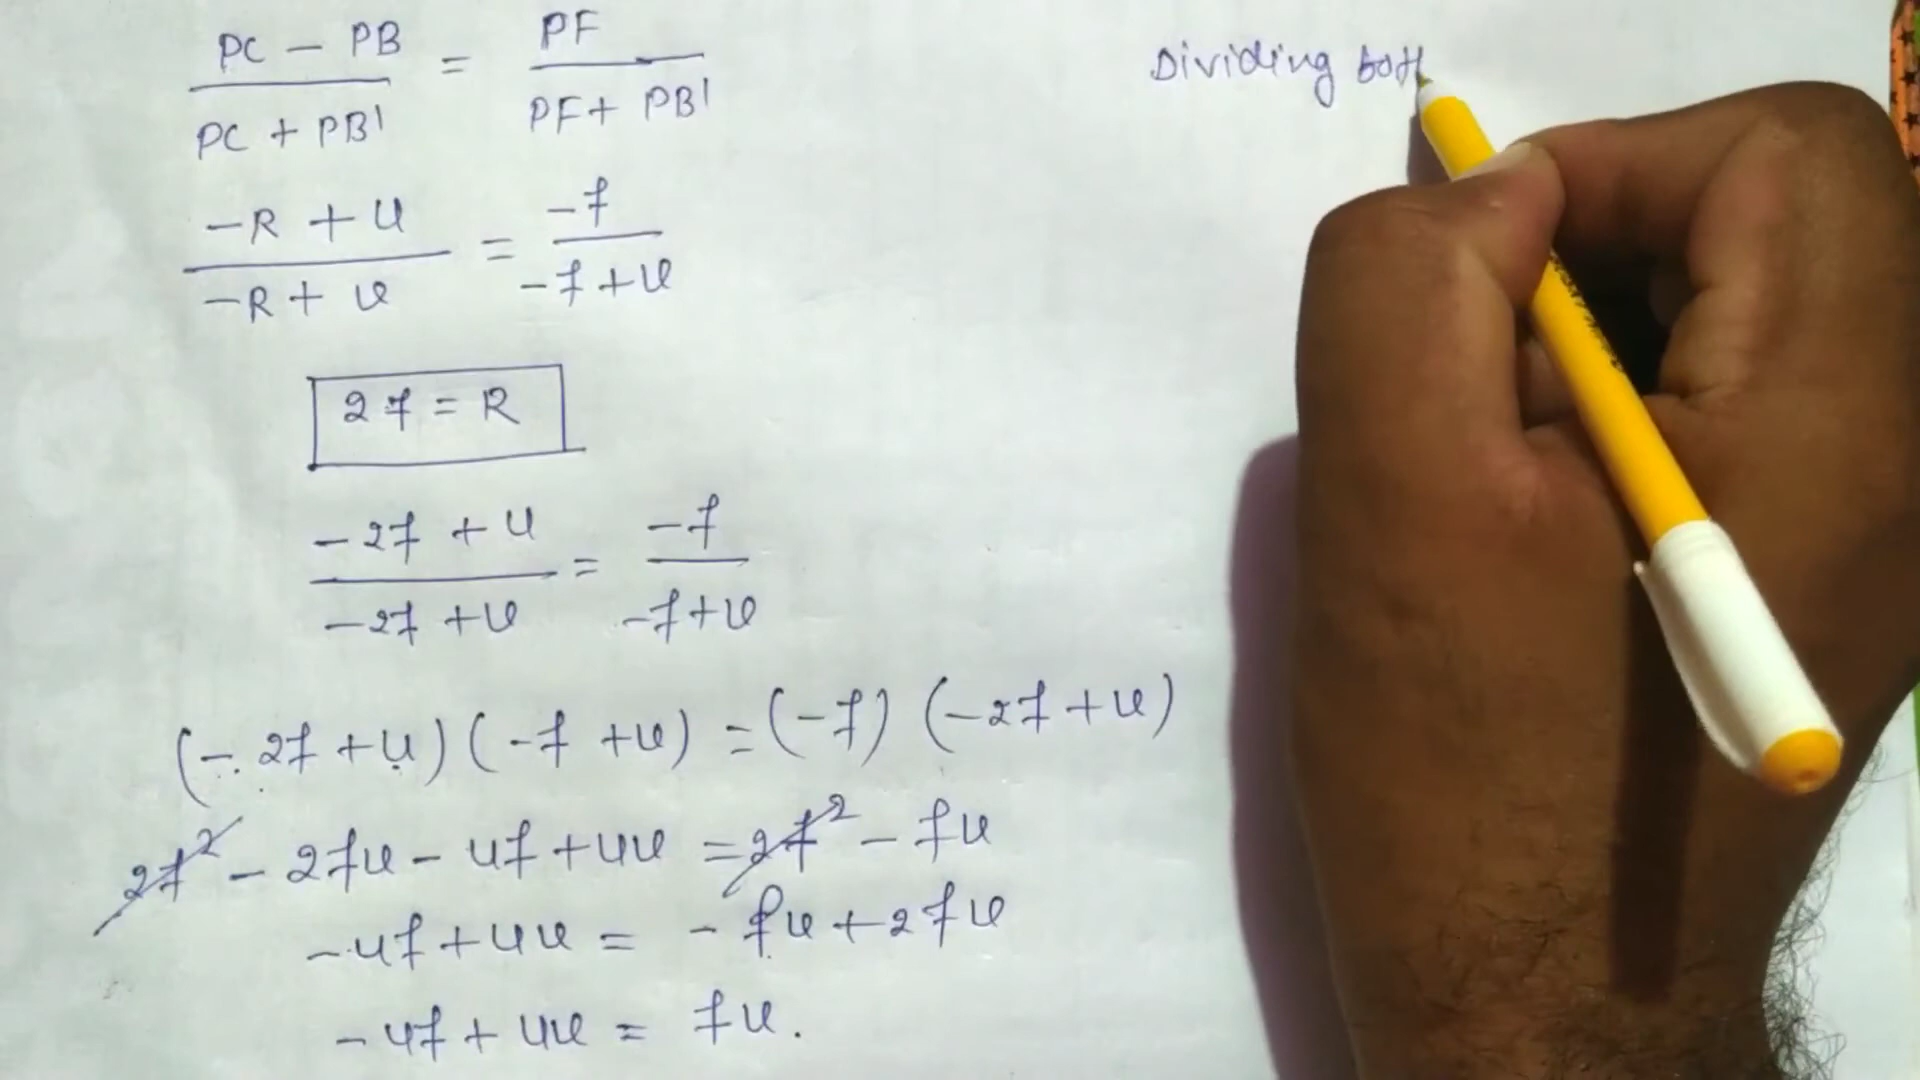 PC - PB / PC + PB' = PF / PF + PB'
-R + u / -R + v = -f / -f + v
2f = R
-2f + u / -2f + v = -f / -f + v
(-2f + u) (-f + v) = (-f) (-2f + v)
2f² - 2fv - uf + uv = 2f² - fv
-uf + uv = -fv + 2fv
-uf + uv = fv.
Dividing both